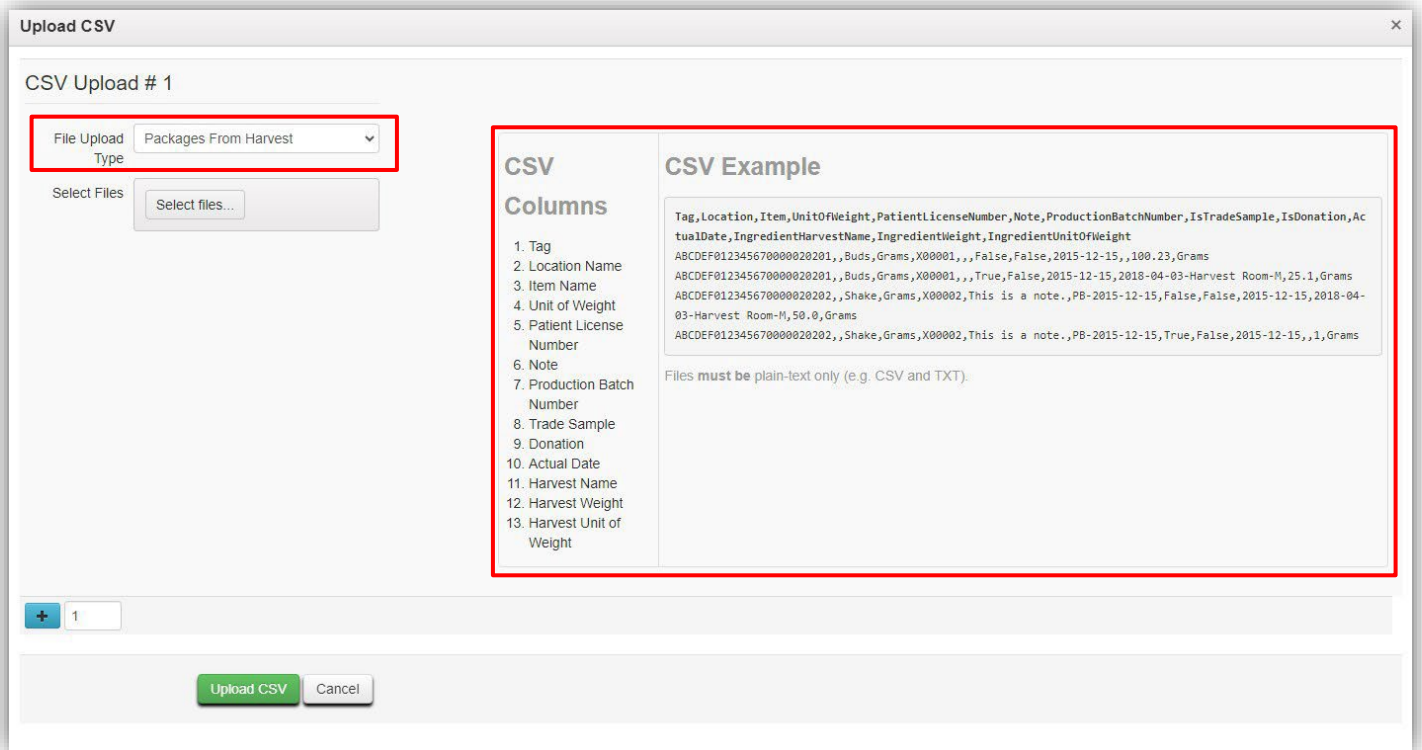 Upload CSV
×
CSV Upload # 1
File Upload
Type
Packages From Harvest
Select Files
Select files...
CSV
Columns
1. Tag
2. Location Name
3. Item Name
4. Unit of Weight
5. Patient License
Number
6. Note
7. Production Batch
Number
8. Trade Sample
9. Donation
10. Actual Date
11. Harvest Name
12. Harvest Weight
13. Harvest Unit of
Weight
CSV Example
Tag,Location,Item,UnitOfWeight,PatientLicenseNumber,Note,ProductionBatchNumber,IsTradeSample,IsDonation,Ac
tualDate,IngredientHarvestName,IngredientWeight,IngredientUnitOfWeight
ABCDEF012345670000020201,,Buds,Grams,X00001,,,False,False,2015-12-15,,100.23,Grams
ABCDEF012345670000020201,,Buds,Grams,X00001,,,True,False,2015-12-15,2018-04-03-Harvest Room-M,25.1,Grams
ABCDEF012345670000020202,,Shake,Grams,X00002,This is a note.,PB-2015-12-15,False,False,2015-12-15,2018-04-
03-Harvest Room-M,50.0,Grams
ABCDEF012345670000020202,,Shake,Grams,X00002,This is a note.,PB-2015-12-15,True,False,2015-12-15,,1,Grams
Files must be plain-text only (e.g. CSV and TXT).
+
1
Upload CSV
Cancel